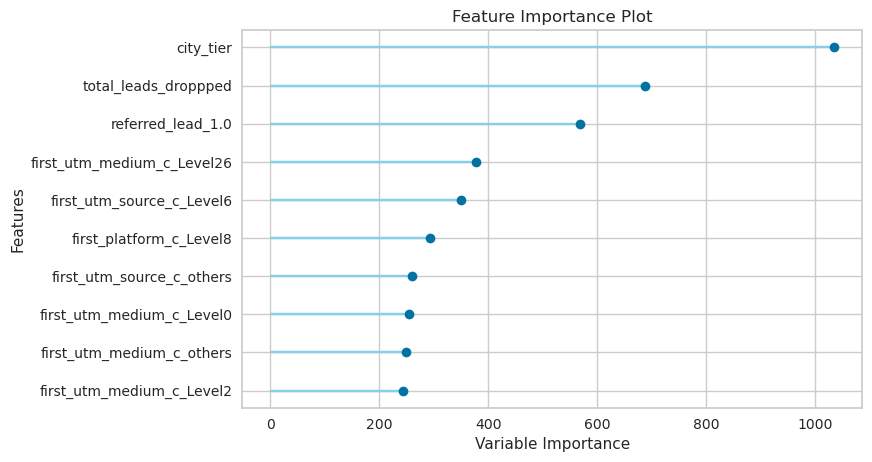 Feature Importance Plot
Features
city_tier
total_leads_droppped
referred_lead_1.0
first_utm_medium_c_Level26
first_utm_source_c_Level6
first_platform_c_Level8
first_utm_source_c_others
first_utm_medium_c_Level0
first_utm_medium_c_others
first_utm_medium_c_Level2
0 200 400 600 800 1000
Variable Importance